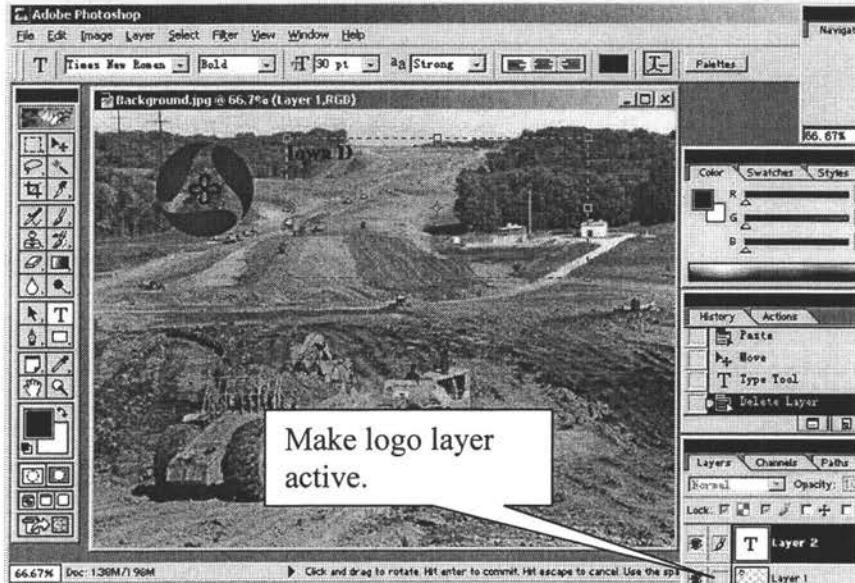 Adobe Photoshop
File Edit Image Layer Select Filter View Window Help
T Times New Roman Bold T 30 pt aa Strong T Palettes
Navigat
66.67%
Background.jpg @ 66.7% (Layer 1,RGB)
Iowa D
Color Swatches Styles
R
G
B
History Actions
Paste
Move
T Type Tool
Delete Layer
Make logo layer
active.
Layers Channels Paths
Normal Opacity:
Lock:
T Layer 2
Layer 1
66.67% Doc: 1.38M/1.98M Click and drag to rotate. Hit enter to commit. Hit escape to cancel. Use the spa